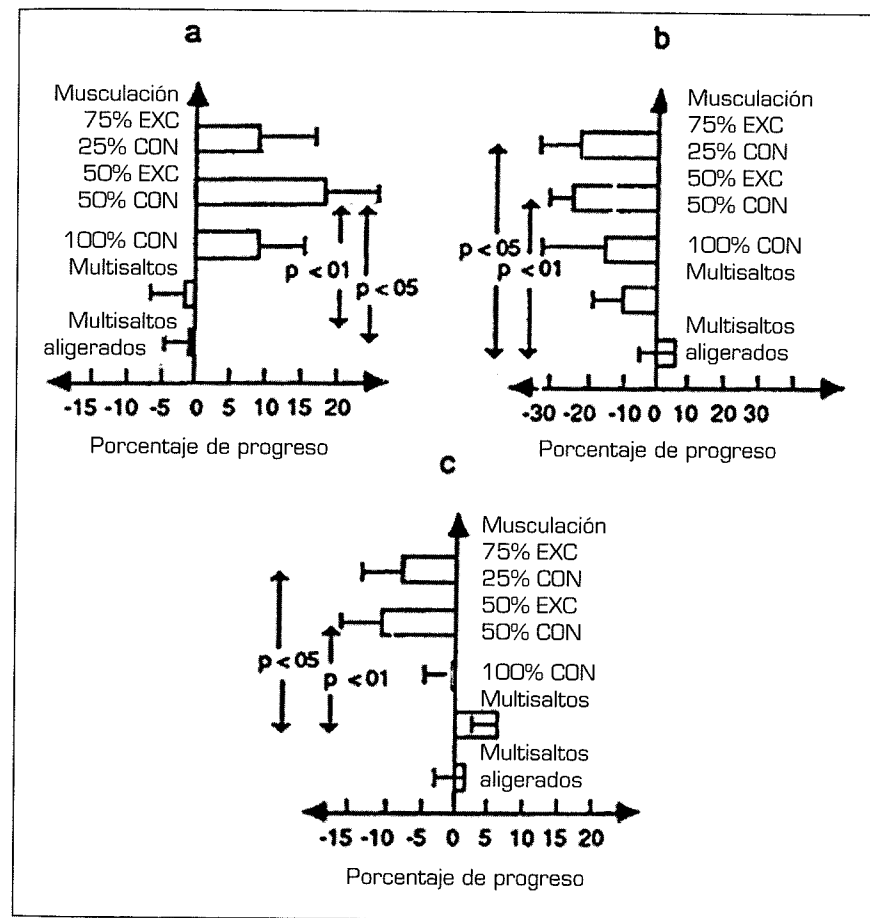 a
Musculación
75% EXC
25% CON
50% EXC
50% CON
100% CON
Multisaltos
Multisaltos
aligerados
p < 01
p < 05
-15 -10 -5 0 5 10 15 20
Porcentaje de progreso
b
Musculación
75% EXC
25% CON
50% EXC
50% CON
100% CON
Multisaltos
Multisaltos
aligerados
p < 05
p < 01
-30 -20 -10 0 10 20 30
Porcentaje de progreso
c
Musculación
75% EXC
25% CON
50% EXC
50% CON
100% CON
Multisaltos
Multisaltos
aligerados
p < 05
p < 01
-15 -10 -5 0 5 10 15 20
Porcentaje de progreso